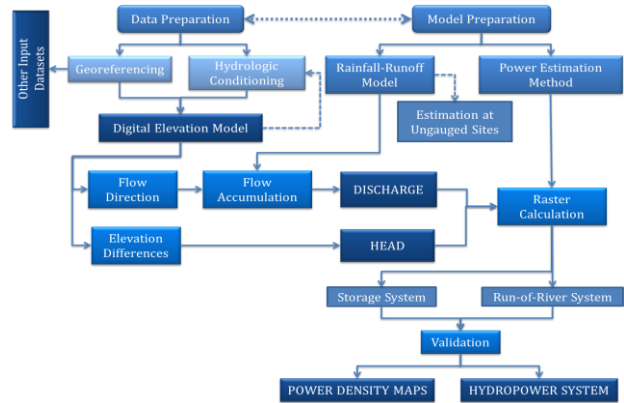 Data Preparation
Model Preparation
Other Input
Datasets
Georeferencing
Hydrologic
Conditioning
Rainfall-Runoff
Model
Power Estimation
Method
Estimation at
Ungauged Sites
Digital Elevation Model
Flow
Direction
Flow
Accumulation
DISCHARGE
Raster
Calculation
Elevation
Differences
HEAD
Storage System
Run-of-River System
Validation
POWER DENSITY MAPS
HYDROPOWER SYSTEM